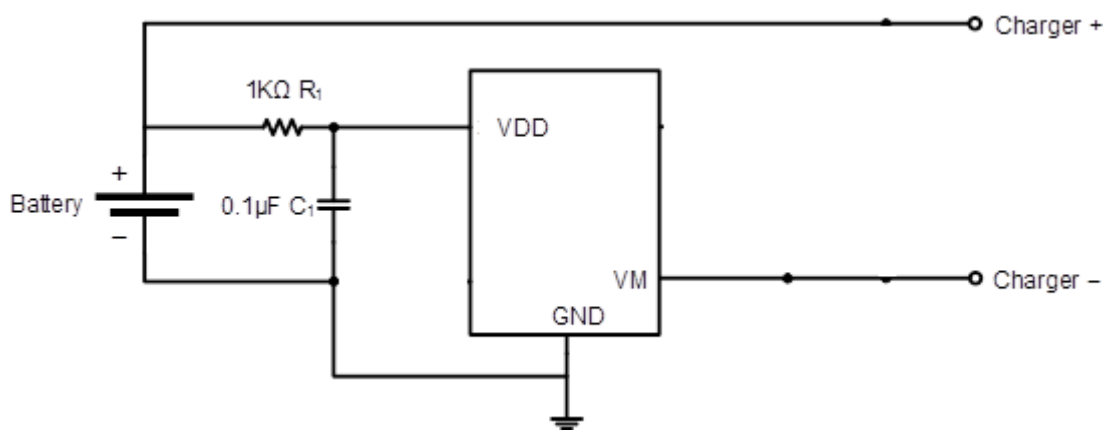 Charger +
1KΩ R₁
VDD
+
Battery
0.1µF C₁
–
VM
Charger –
GND